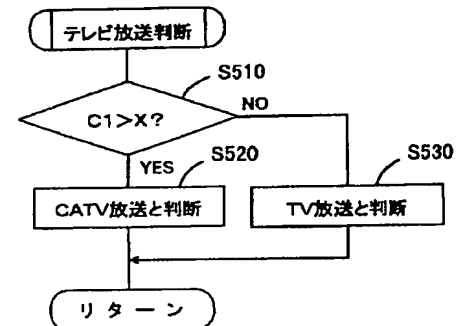 テレビ放送判断
S510
C1>X?
NO
YES
S520
S530
CATV放送と判断
TV放送と判断
リターン